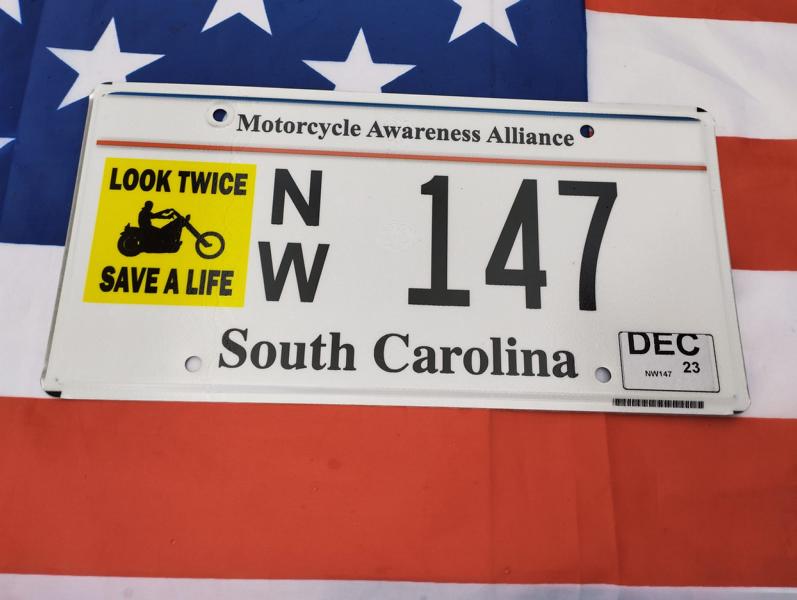 Motorcycle Awareness Alliance
LOOK TWICE
SAVE A LIFE
N
W
147
South Carolina
DEC
23
NW147